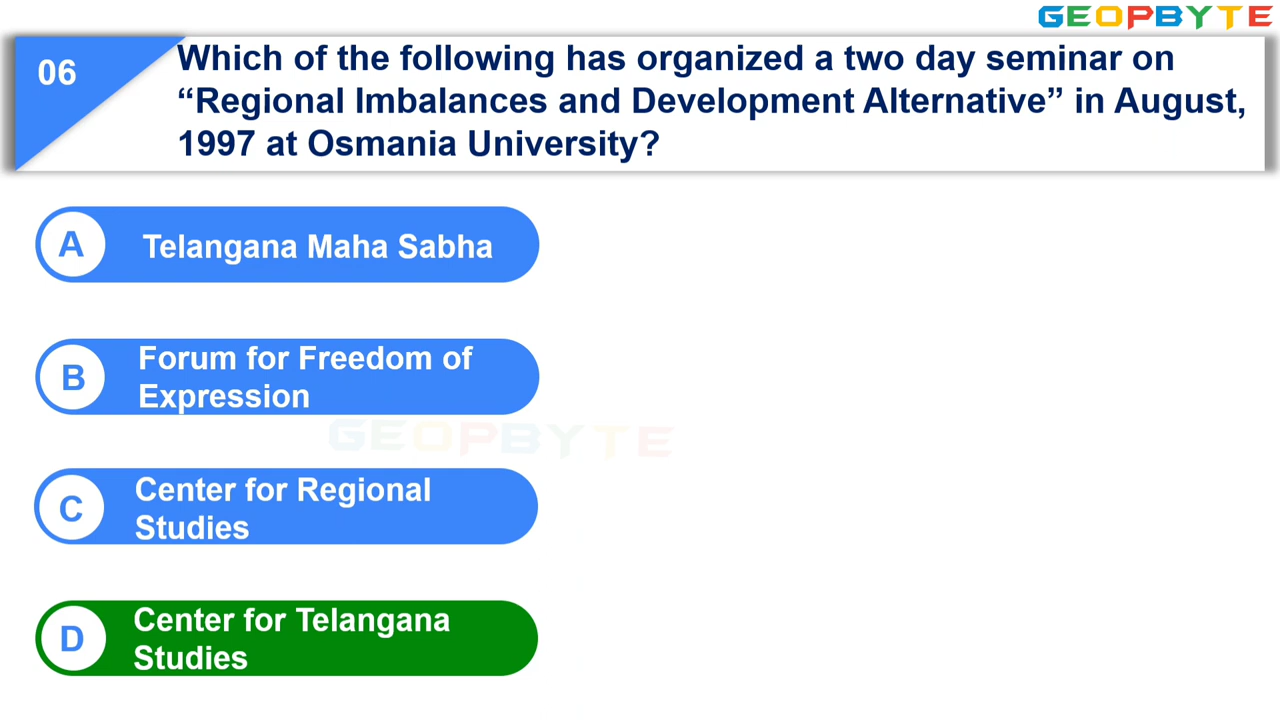 GEOPBYTE
06
Which of the following has organized a two day seminar on
“Regional Imbalances and Development Alternative” in August,
1997 at Osmania University?
A
Telangana Maha Sabha
B
Forum for Freedom of
Expression
GEOPBYTE
C
Center for Regional
Studies
D
Center for Telangana
Studies